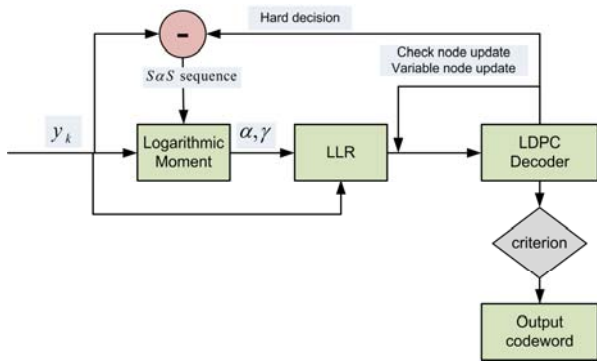 Hard decision
-
Check node update
Variable node update
SαS sequence
y_k
Logarithmic
Moment
α,γ
LLR
LDPC
Decoder
criterion
Output
codeword